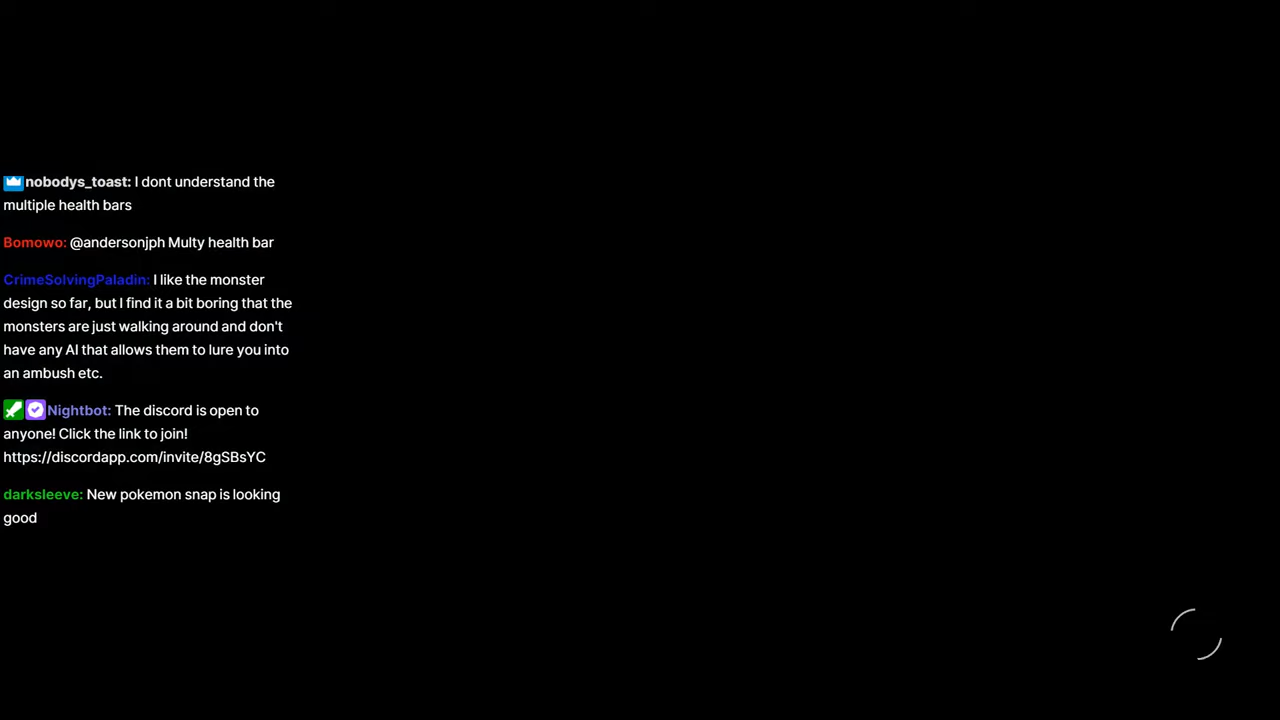 nobodys_toast: I dont understand the
multiple health bars
Bomowo: @andersonjph Multy health bar
CrimeSolvingPaladin: I like the monster
design so far, but I find it a bit boring that the
monsters are just walking around and don't
have any AI that allows them to lure you into
an ambush etc.
Nightbot: The discord is open to
anyone! Click the link to join!
https://discordapp.com/invite/8gSBsYC
darksleeve: New pokemon snap is looking
good